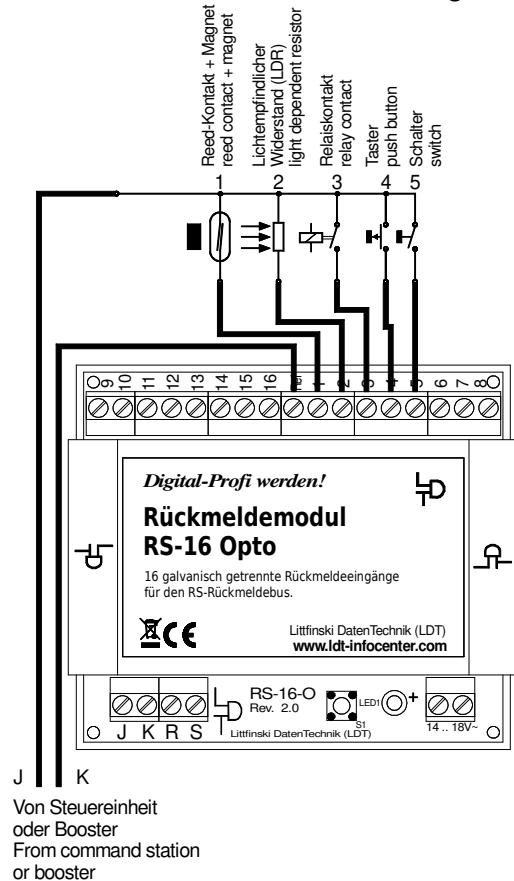 Reed-Kontakt + Magnet
reed contact + magnet
Lichtempfindlicher
Widerstand (LDR)
light dependent resistor
Relaiskontakt
relay contact
Taster
push button
Schalter
switch
1 2 3 4 5
9 10 11 12 13 14 15 16 1 2 3 4 5 6 7 8
Digital-Profi werden!
Rückmeldemodul
RS-16 Opto
16 galvanisch getrennte Rückmeldeeingänge
für den RS-Rückmeldebus.
CE
Littfinski DatenTechnik (LDT)
www.ldt-infocenter.com
J K R S
RS-16-O
Rev. 2.0
Littfinski DatenTechnik (LDT)
S1
LED1
+
14 .. 18V~
J K
Von Steuereinheit
oder Booster
From command station
or booster